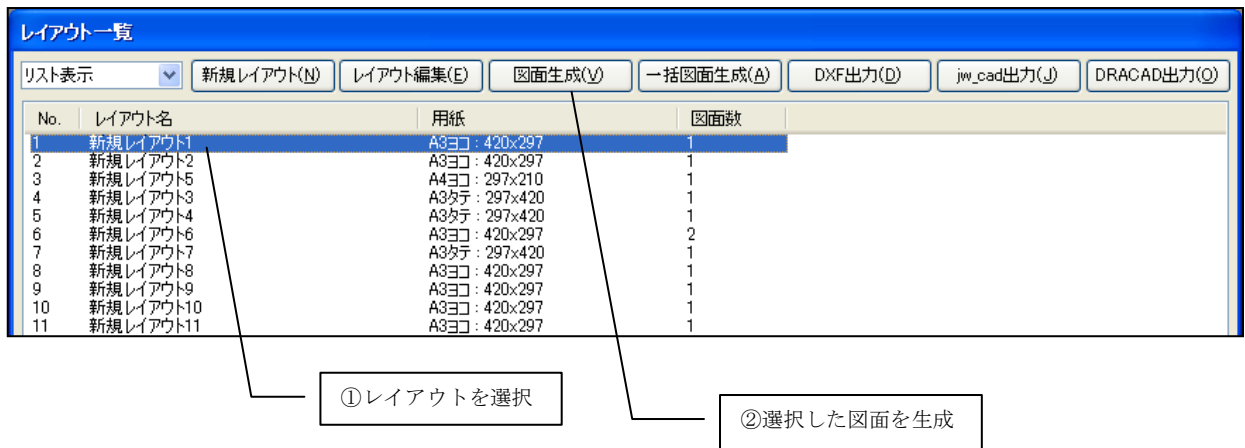 レイアウト一覧
リスト表示 新規レイアウト(N) レイアウト編集(E) 図面生成(V) 一括図面生成(A) DXF出力(D) jw_cad出力(J) DRACAD出力(O)
No. レイアウト名 用紙 図面数
1 新規レイアウト1 A3ヨコ : 420x297 1
2 新規レイアウト2 A3ヨコ : 420x297 1
3 新規レイアウト5 A4ヨコ : 297x210 1
4 新規レイアウト3 A3タテ : 297x420 1
5 新規レイアウト4 A3タテ : 297x420 1
6 新規レイアウト6 A3ヨコ : 420x297 2
7 新規レイアウト7 A3タテ : 297x420 1
8 新規レイアウト8 A3ヨコ : 420x297 1
9 新規レイアウト9 A3ヨコ : 420x297 1
10 新規レイアウト10 A3ヨコ : 420x297 1
11 新規レイアウト11 A3ヨコ : 420x297 1
①レイアウトを選択
②選択した図面を生成